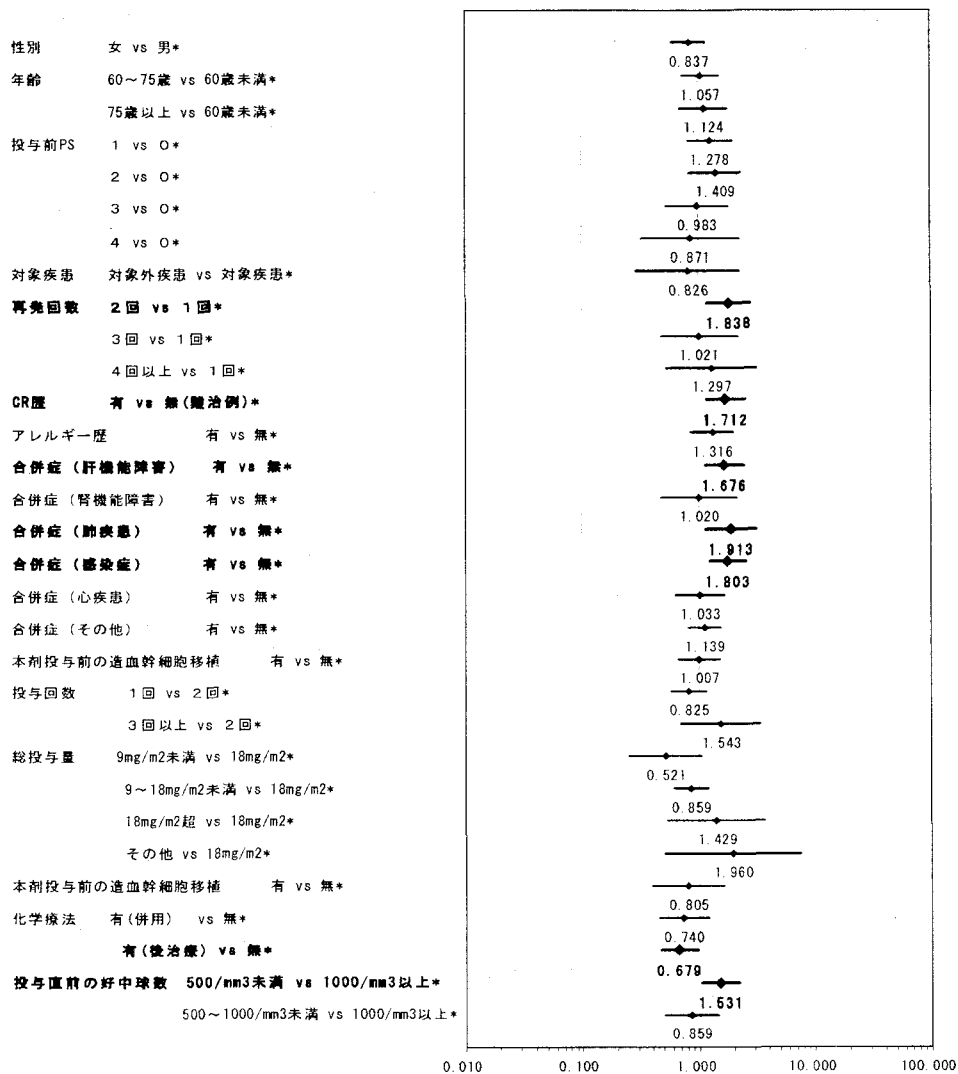 性別 女 vs 男*
0.837
年齢 60～75歳 vs 60歳未満*
1.057
75歳以上 vs 60歳未満*
1.124
投与前PS 1 vs 0*
1.278
2 vs 0*
1.409
3 vs 0*
0.983
4 vs 0*
0.871
対象疾患 対象外疾患 vs 対象疾患*
0.826
再発回数 2回 vs 1回*
1.838
3回 vs 1回*
1.021
4回以上 vs 1回*
1.297
CR歴 有 vs 無(難治例)*
1.712
アレルギー歴 有 vs 無*
1.316
合併症（肝機能障害） 有 vs 無*
1.676
合併症（腎機能障害） 有 vs 無*
1.020
合併症（肺疾患） 有 vs 無*
1.913
合併症（感染症） 有 vs 無*
1.803
合併症（心疾患） 有 vs 無*
1.033
合併症（その他） 有 vs 無*
1.139
本剤投与前の造血幹細胞移植 有 vs 無*
1.007
投与回数 1回 vs 2回*
0.825
3回以上 vs 2回*
1.543
総投与量 9mg/m2未満 vs 18mg/m2*
0.521
9～18mg/m2未満 vs 18mg/m2*
0.859
18mg/m2超 vs 18mg/m2*
1.429
その他 vs 18mg/m2*
1.960
本剤投与前の造血幹細胞移植 有 vs 無*
0.805
化学療法 有(併用) vs 無*
0.740
有(後治療) vs 無*
0.679
投与直前の好中球数 500/mm3未満 vs 1000/mm3以上*
1.531
500～1000/mm3未満 vs 1000/mm3以上*
0.859
0.010 0.100 1.000 10.000 100.000